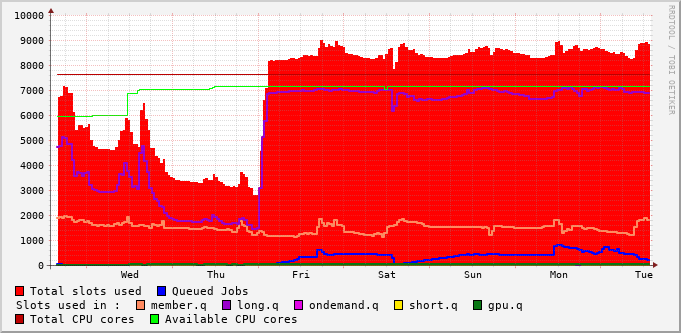 10000
9000
8000
7000
6000
5000
4000
3000
2000
1000
0
Wed Thu Fri Sat Sun Mon Tue
Total slots used Queued Jobs
Slots used in : member.q long.q ondemand.q short.q gpu.q
Total CPU cores Available CPU cores
RRDTOOL / TOBI OETIKER